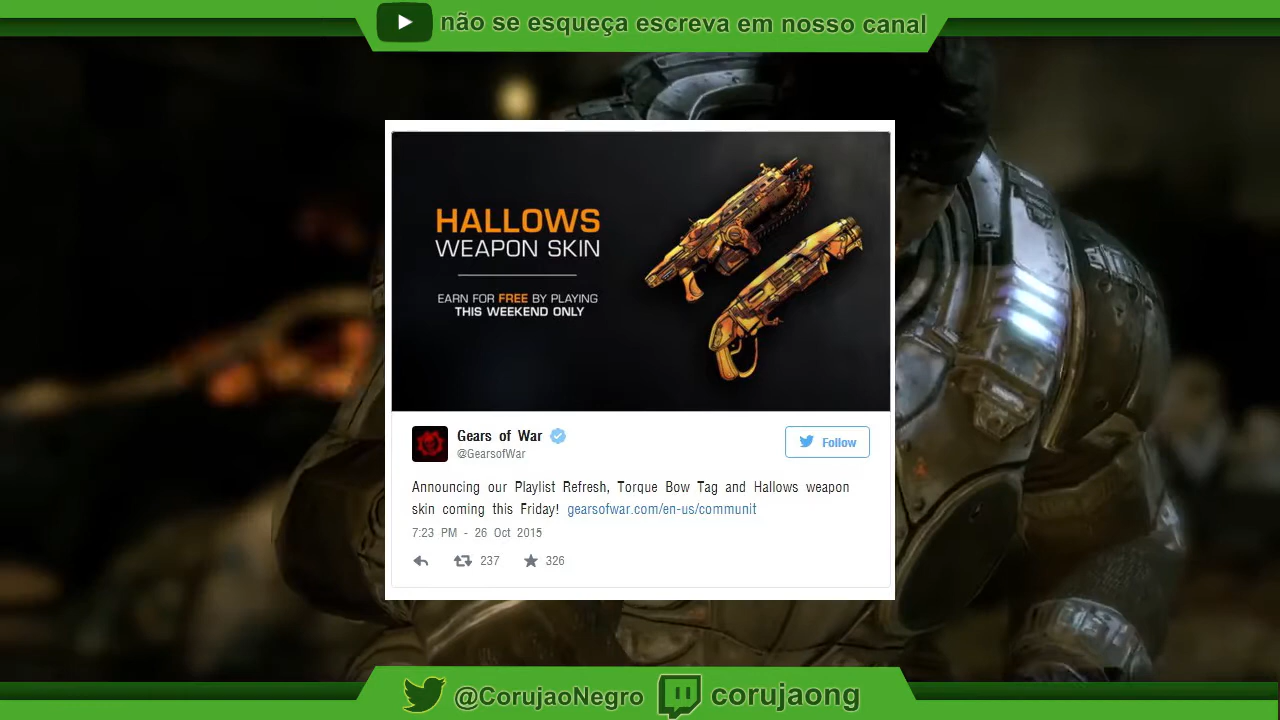 não se esqueça escreva em nosso canal
HALLOWS
WEAPON SKIN
EARN FOR FREE BY PLAYING
THIS WEEKEND ONLY
Gears of War
@GearsofWar
Follow
Announcing our Playlist Refresh, Torque Bow Tag and Hallows weapon
skin coming this Friday! gearsofwar.com/en-us/communit
7:23 PM - 26 Oct 2015
237 326
@CorujaoNegro corujaong